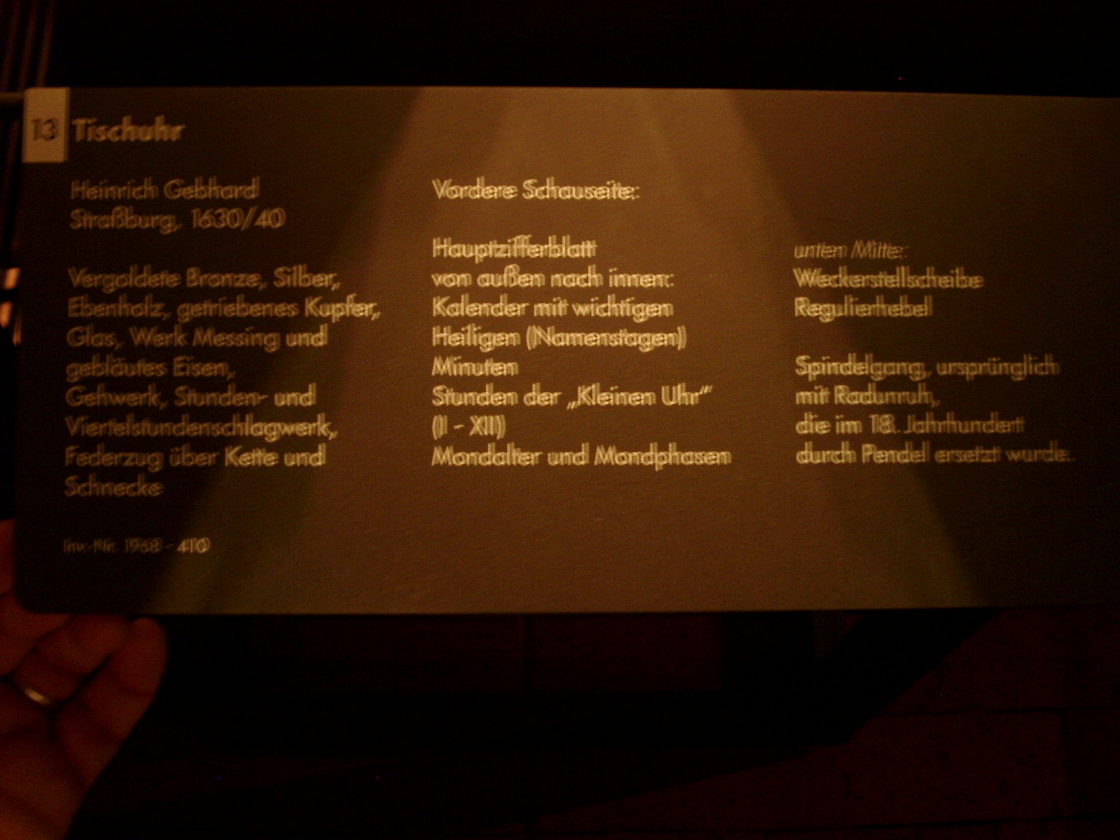 13 Tischuhr
Heinrich Gebhard
Straßburg, 1630/40
Vergoldete Bronze, Silber,
Ebenholz, getriebenes Kupfer,
Glas, Werk Messing und
gebläutes Eisen,
Gehwerk, Stunden- und
Viertelstundenschlagwerk,
Federzug über Kette und
Schnecke
Inv.-Nr. 1968 - 410
Vordere Schauseite:
Hauptzifferblatt
von außen nach innen:
Kalender mit wichtigen
Heiligen (Namenstagen)
Minuten
Stunden der „Kleinen Uhr“
(I - XII)
Mondalter und Mondphasen
unten Mitte:
Weckerstellscheibe
Regulierhebel
Spindelgang, ursprünglich
mit Radunruh,
die im 18. Jahrhundert
durch Pendel ersetzt wurde.